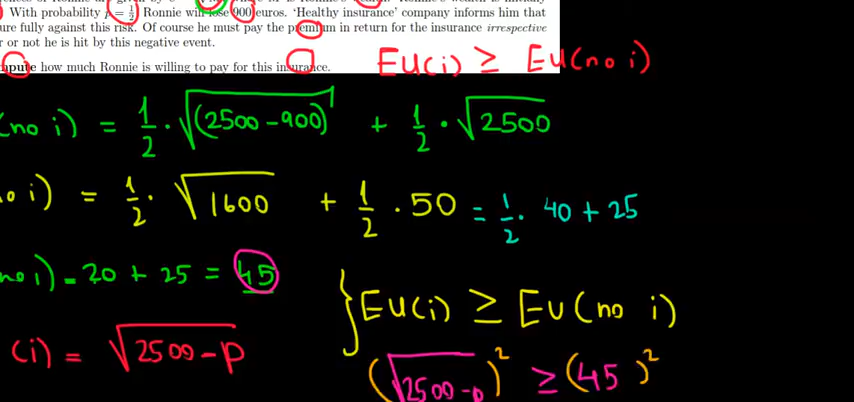 With probability p = 1/2 Ronnie will lose 900 euros. 'Healthy insurance' company informs him that
ure fully against this risk. Of course he must pay the premium in return for the insurance irrespective
r or not he is hit by this negative event.
mpute how much Ronnie is willing to pay for this insurance.
EU(i) ≥ EU(no i)
(no i) = 1/2 · √(2500 - 900) + 1/2 · √2500
o i) = 1/2 · √1600 + 1/2 · 50 = 1/2 · 40 + 25
no i) = 20 + 25 = 45
EU(i) ≥ EU(no i)
(i) = √2500 - p
(√2500 - p)² ≥ (45)²